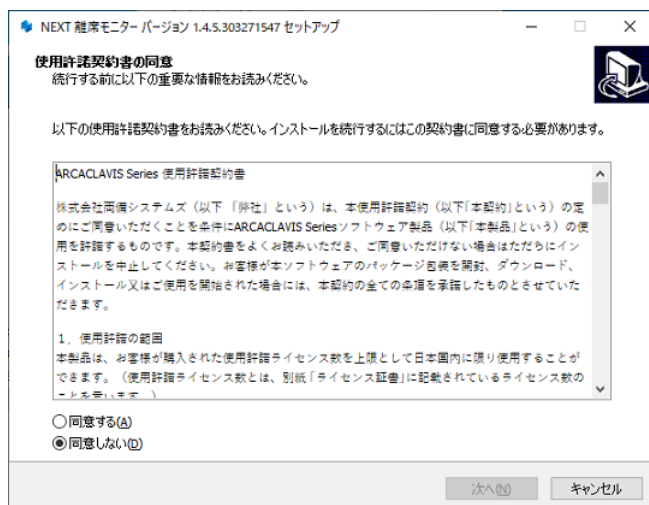 NEXT 離席モニター バージョン 1.4.5.303271547 セットアップ
使用許諾契約書の同意
続行する前に以下の重要な情報をお読みください。
以下の使用許諾契約書をお読みください。インストールを続行するにはこの契約書に同意する必要があります。
ARCACLAVIS Series 使用許諾契約書
株式会社両備システムズ（以下 「弊社」 という）は、本使用許諾契約（以下「本契約」という）の定
めにご同意いただくことを条件にARCACLAVIS Seriesソフトウェア製品（以下「本製品」という）の使
用を許諾するものです。本契約書をよくお読みいただき、ご同意いただけない場合はただちにイン
ストールを中止してください。お客様が本ソフトウェアのパッケージ包装を開封、ダウンロード、
インストール又はご使用を開始された場合には、本契約の全ての条項を承諾したものとさせていた
だきます。
１．使用許諾の範囲
本製品は、お客様が購入された使用許諾ライセンス数を上限として日本国内に限り使用することが
できます。（使用許諾ライセンス数とは、別紙「ライセンス証書」に記載されているライセンス数の
ことを言います。）
同意する(A)
同意しない(D)
次へ(N)
キャンセル